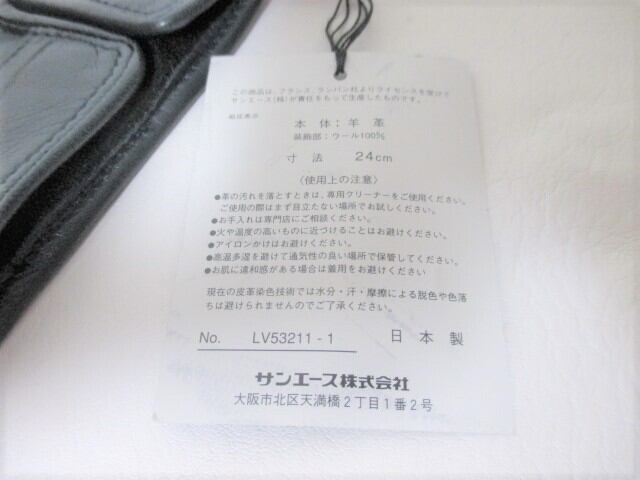 この商品は、フランス、ランバン社よりライセンスを受けて
サンエース(株)が責任をもって生産したものです。
組成表示
本体:羊革
装飾部:ウール100%
寸法 24cm
〈使用上の注意〉
●革の汚れを落とすときは、専用クリーナーをご使用ください。
ご使用の際はまず目立たない場所でお試しください。
●お手入れは専門店にご相談ください。
●火や温度の高いものに近づけることはお避けください。
●アイロンかけはお避けください。
●高温多湿を避けて通気性の良い場所で保管してください。
●お肌に違和感がある場合は着用をお避けください
現在の皮革染色技術では水分・汗・摩擦による脱色や色落
ちは避けられませんのでご了承ください。
No. LV53211-1 日本製
サンエース株式会社
大阪市北区天満橋2丁目1番2号